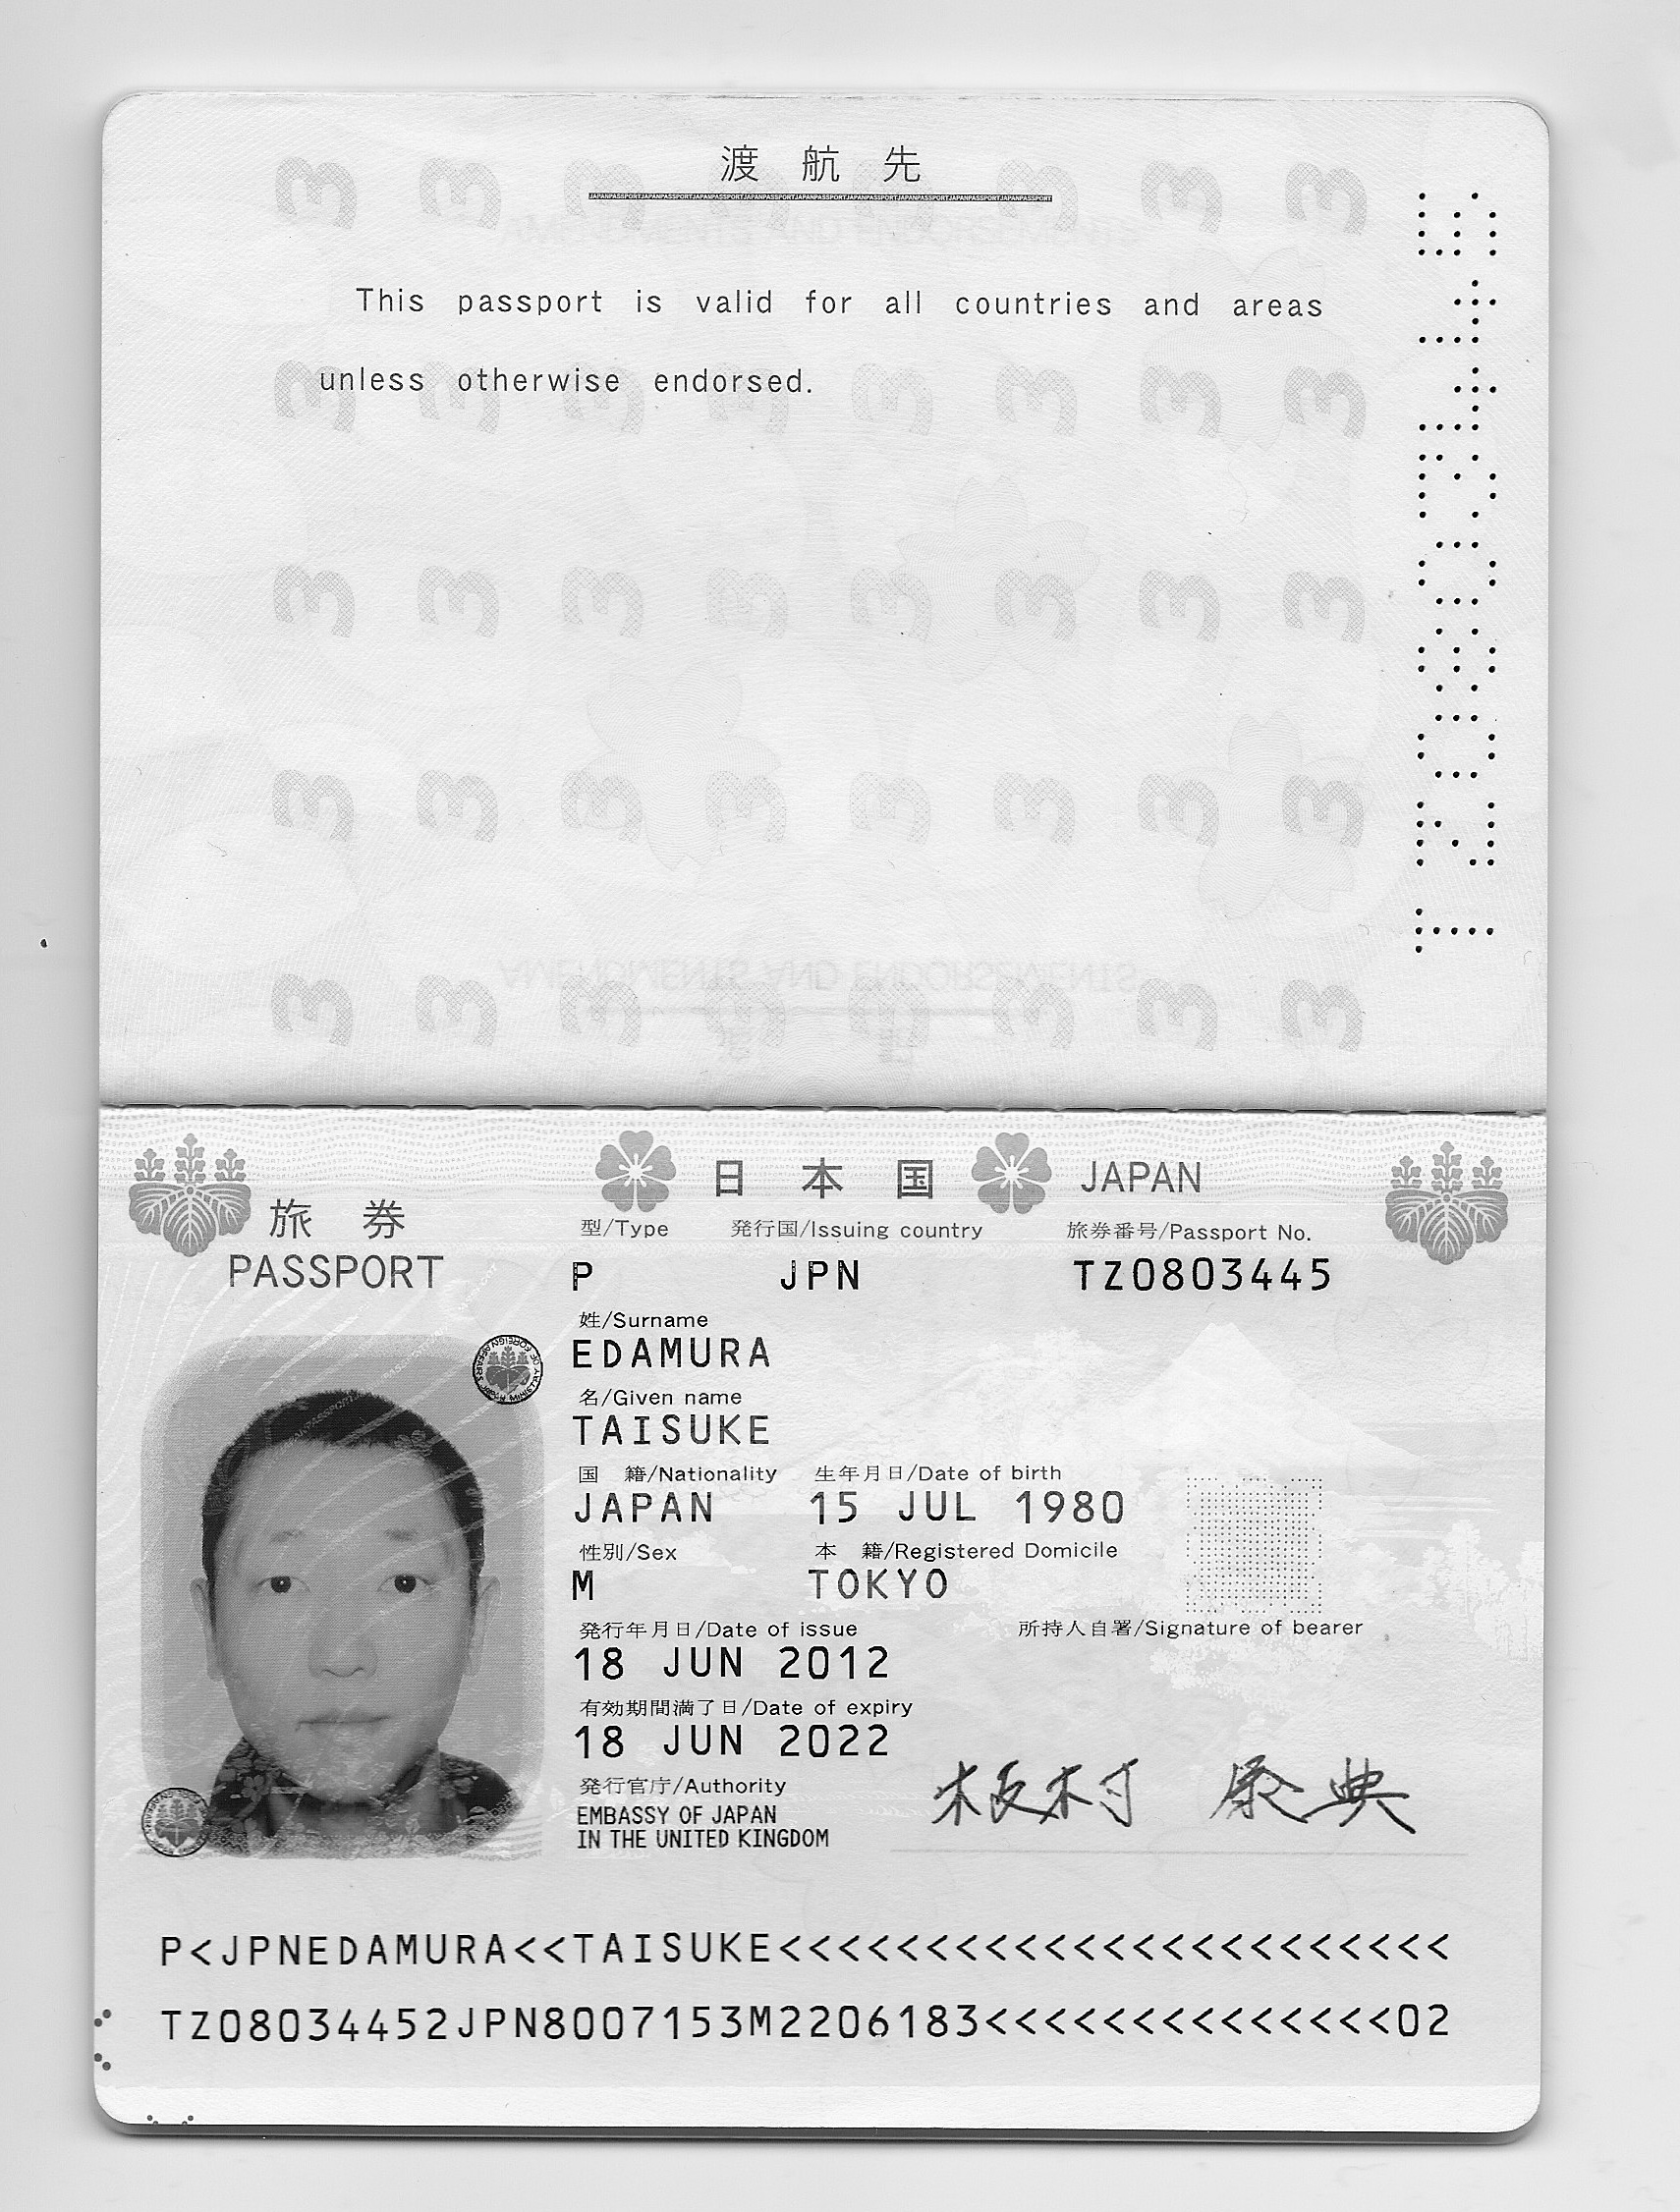 渡航先
JAPANPASSPORTJAPANPASSPORTJAPANPASSPORTJAPANPASSPORTJAPANPASSPORTJAPANPASSPORTJAPANPASSPORT
This passport is valid for all countries and areas
unless otherwise endorsed.
AMENDMENTS AND ENDORSEMENTS
TZ0803445
日本国 JAPAN
旅券
PASSPORT
型/Type 発行国/Issuing country 旅券番号/Passport No.
P JPN TZ0803445
姓/Surname
EDAMURA
名/Given name
TAISUKE
国 籍/Nationality 生年月日/Date of birth
JAPAN 15 JUL 1980
性別/Sex 本 籍/Registered Domicile
M TOKYO
発行年月日/Date of issue 所持人自署/Signature of bearer
18 JUN 2012
有効期間満了日/Date of expiry
18 JUN 2022
発行官庁/Authority
EMBASSY OF JAPAN
IN THE UNITED KINGDOM
P<JPNEDAMURA<<TAISUKE<<<<<<<<<<<<<<<<<<<<<<<
TZ08034452JPN8007153M2206183<<<<<<<<<<<<<<02